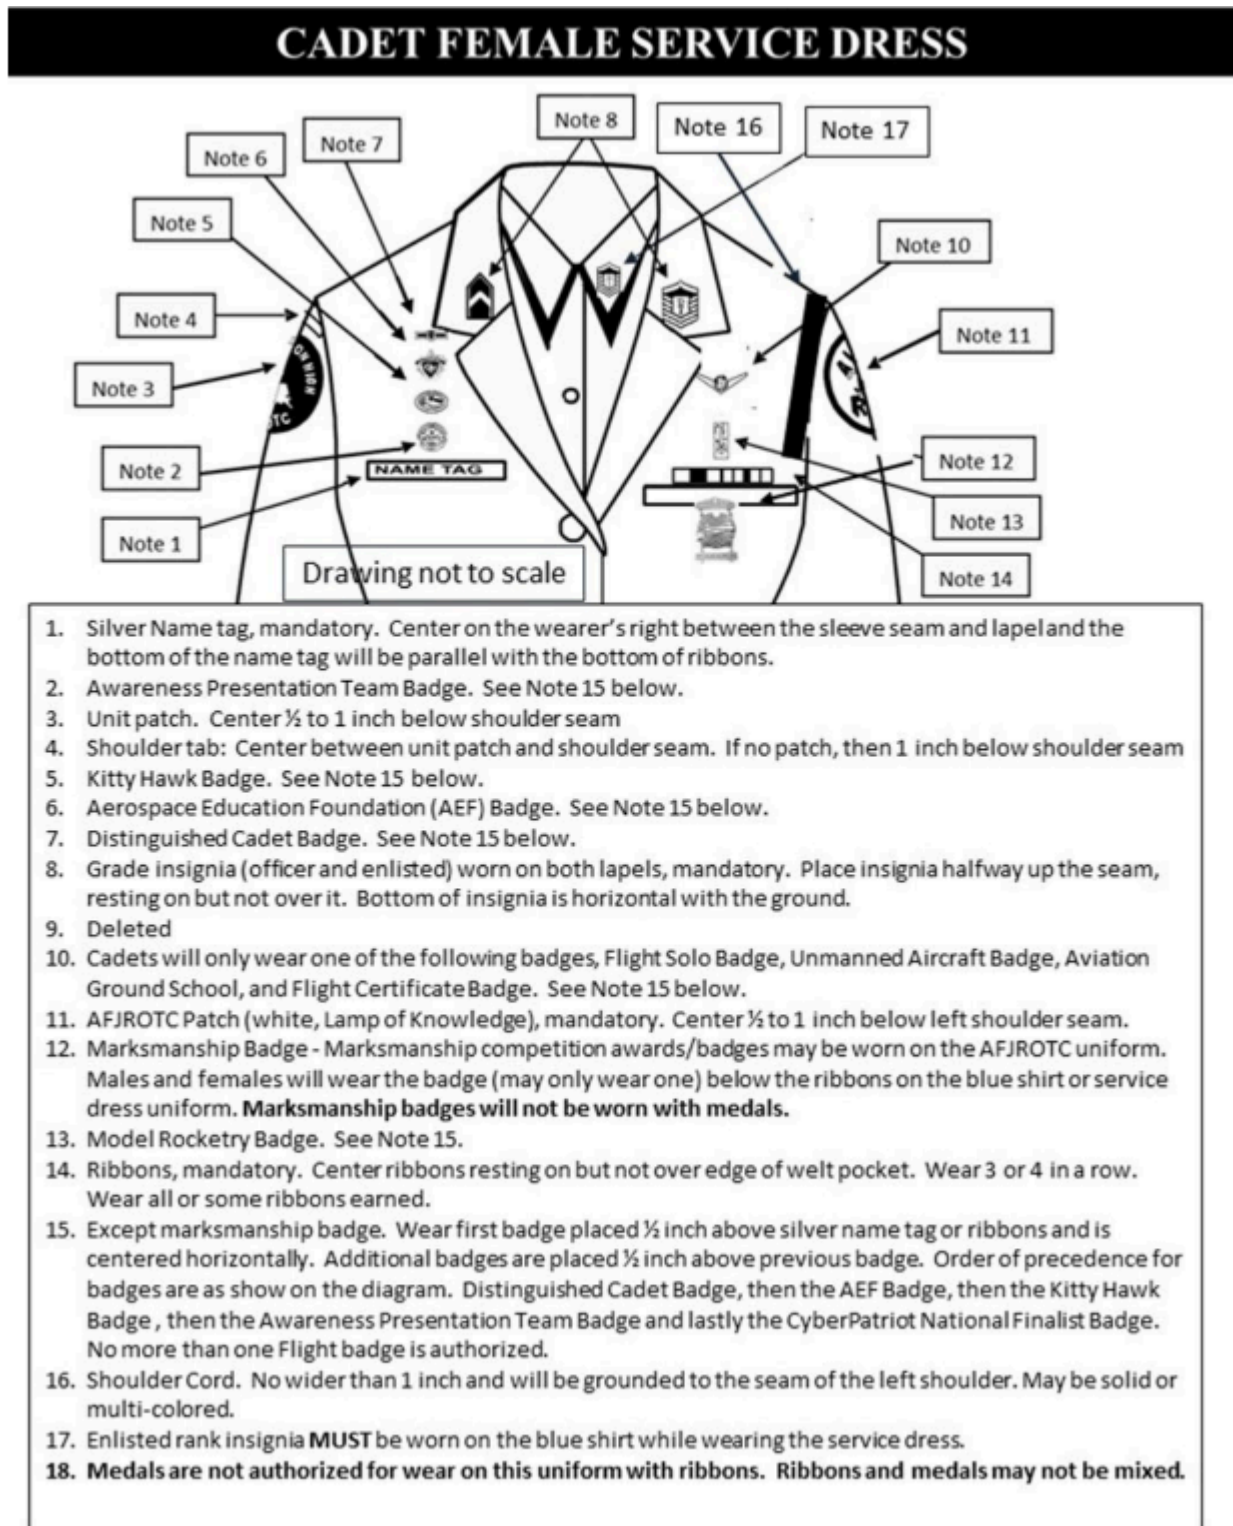 CADET FEMALE SERVICE DRESS
Note 8
Note 16
Note 17
Note 7
Note 6
Note 5
Note 10
Note 4
Note 11
Note 3
ON HIGH
TC
Note 2
NAME TAG
Note 12
Note 1
Note 13
Drawing not to scale
Note 14
1. Silver Name tag, mandatory. Center on the wearer's right between the sleeve seam and lapel and the
bottom of the name tag will be parallel with the bottom of ribbons.
2. Awareness Presentation Team Badge. See Note 15 below.
3. Unit patch. Center ½ to 1 inch below shoulder seam
4. Shoulder tab: Center between unit patch and shoulder seam. If no patch, then 1 inch below shoulder seam
5. Kitty Hawk Badge. See Note 15 below.
6. Aerospace Education Foundation (AEF) Badge. See Note 15 below.
7. Distinguished Cadet Badge. See Note 15 below.
8. Grade insignia (officer and enlisted) worn on both lapels, mandatory. Place insignia halfway up the seam,
resting on but not over it. Bottom of insignia is horizontal with the ground.
9. Deleted
10. Cadets will only wear one of the following badges, Flight Solo Badge, Unmanned Aircraft Badge, Aviation
Ground School, and Flight Certificate Badge. See Note 15 below.
11. AFJROTC Patch (white, Lamp of Knowledge), mandatory. Center ½ to 1 inch below left shoulder seam.
12. Marksmanship Badge - Marksmanship competition awards/badges may be worn on the AFJROTC uniform.
Males and females will wear the badge (may only wear one) below the ribbons on the blue shirt or service
dress uniform. Marksmanship badges will not be worn with medals.
13. Model Rocketry Badge. See Note 15.
14. Ribbons, mandatory. Center ribbons resting on but not over edge of welt pocket. Wear 3 or 4 in a row.
Wear all or some ribbons earned.
15. Except marksmanship badge. Wear first badge placed ½ inch above silver name tag or ribbons and is
centered horizontally. Additional badges are placed ½ inch above previous badge. Order of precedence for
badges are as show on the diagram. Distinguished Cadet Badge, then the AEF Badge, then the Kitty Hawk
Badge , then the Awareness Presentation Team Badge and lastly the CyberPatriot National Finalist Badge.
No more than one Flight badge is authorized.
16. Shoulder Cord. No wider than 1 inch and will be grounded to the seam of the left shoulder. May be solid or
multi-colored.
17. Enlisted rank insignia MUST be worn on the blue shirt while wearing the service dress.
18. Medals are not authorized for wear on this uniform with ribbons. Ribbons and medals may not be mixed.